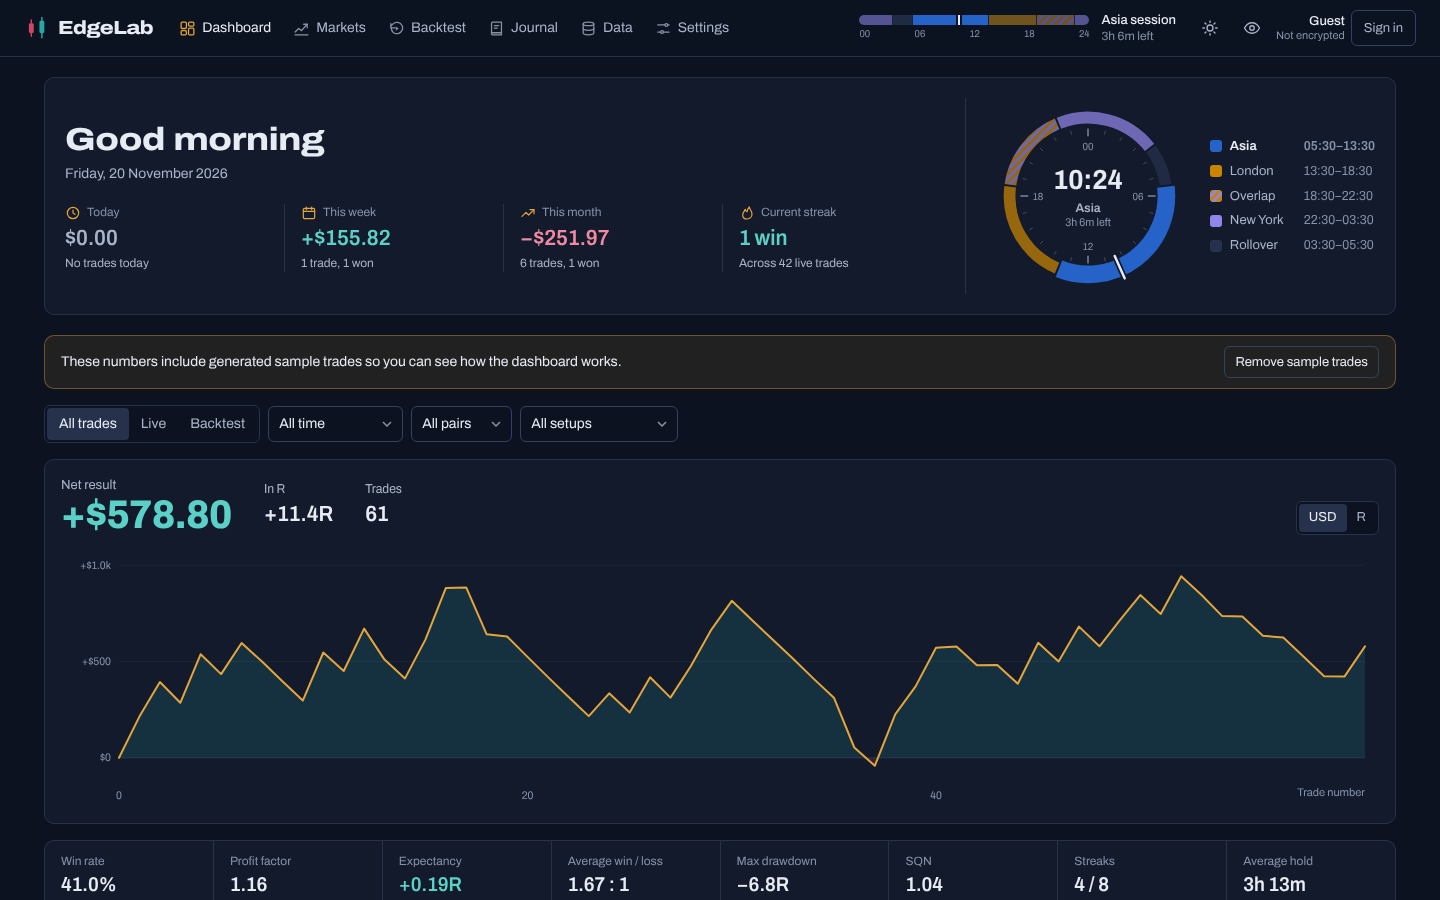 EdgeLab
Dashboard
Markets
Backtest
Journal
Data
Settings
00 06 12 18 24
Asia session
3h 6m left
Guest
Not encrypted
Sign in
Good morning
Friday, 20 November 2026
Today
$0.00
No trades today
This week
+$155.82
1 trade, 1 won
This month
−$251.97
6 trades, 1 won
Current streak
1 win
Across 42 live trades
00
18
06
12
10:24
Asia
3h 6m left
Asia 05:30–13:30
London 13:30–18:30
Overlap 18:30–22:30
New York 22:30–03:30
Rollover 03:30–05:30
These numbers include generated sample trades so you can see how the dashboard works.
Remove sample trades
All trades
Live
Backtest
All time
All pairs
All setups
Net result
+$578.80
In R
+11.4R
Trades
61
USD
R
+$1.0k
+$500
$0
0
20
40
Trade number
Win rate
41.0%
Profit factor
1.16
Expectancy
+0.19R
Average win / loss
1.67 : 1
Max drawdown
−6.8R
SQN
1.04
Streaks
4 / 8
Average hold
3h 13m